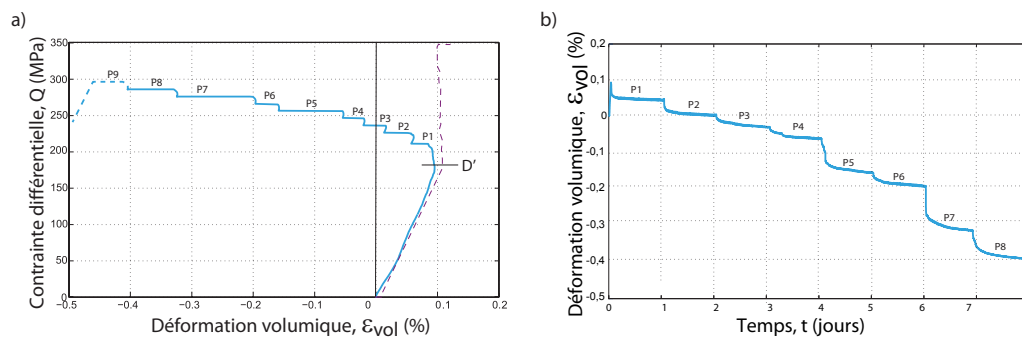 a)
Contrainte différentielle, Q (MPa)
350
300
250
200
150
100
50
0
P9
P8
P7
P6
P5
P4
P3
P2
P1
D'
−0.5
−0.4
−0.3
−0.2
−0.1
0
0.1
0.2
Déformation volumique, εvol (%)
b)
Déformation volumique, εvol (%)
0,2
0,1
0
-0,1
-0,2
-0,3
-0,4
-0,5
P1
P2
P3
P4
P5
P6
P7
P8
0
1
2
3
4
5
6
7
Temps, t (jours)